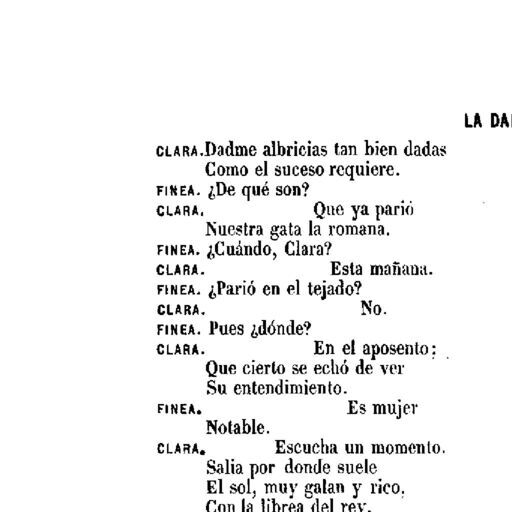 LA DA
CLARA. Dadme albricias tan bien dadas
Como el suceso requiere.
FINEA. ¿De qué son?
CLARA. Que ya parió
Nuestra gata la romana.
FINEA. ¿Cuándo, Clara?
CLARA. Esta mañana.
FINEA. ¿Parió en el tejado?
CLARA. No.
FINEA. Pues ¿dónde?
CLARA. En el aposento;
Que cierto se echó de ver
Su entendimiento.
FINEA. Es mujer
Notable.
CLARA. Escucha un momento.
Salia por donde suele
El sol, muy galan y rico,
Con la librea del rey,